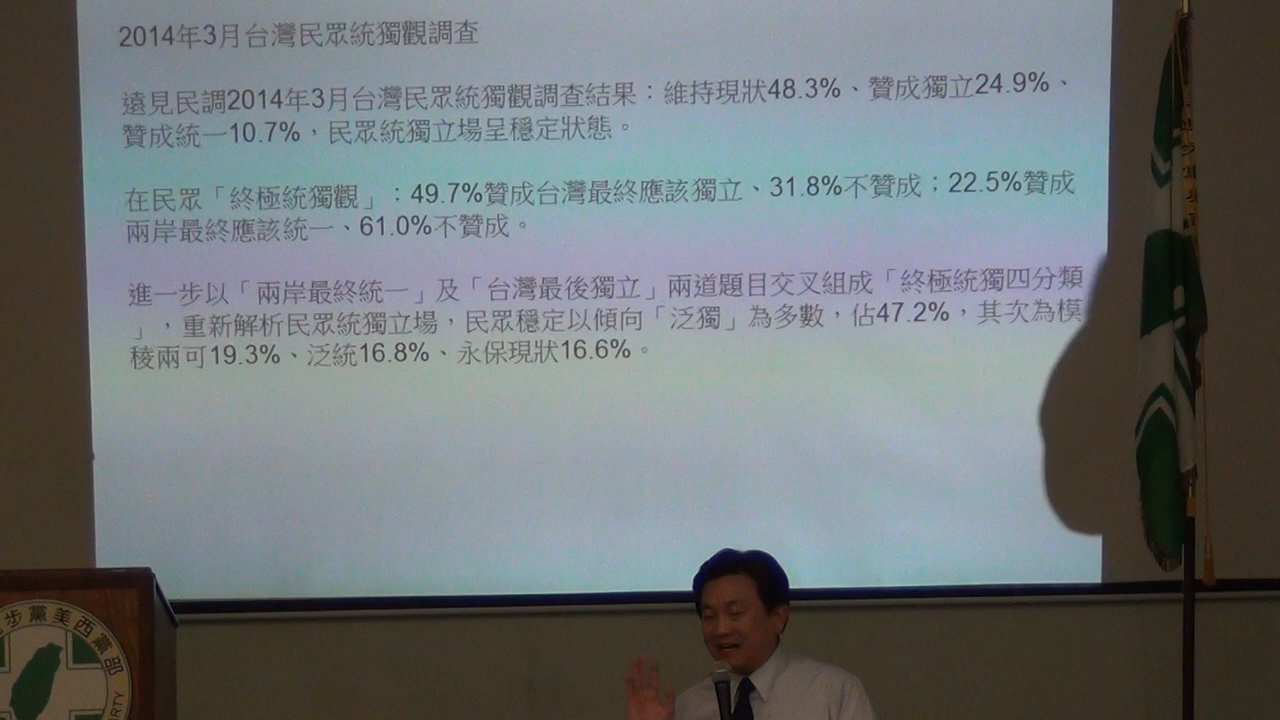 2014年3月台灣民眾統獨觀調查
遠見民調2014年3月台灣民眾統獨觀調查結果：維持現狀48.3%、贊成獨立24.9%、
贊成統一10.7%，民眾統獨立場呈穩定狀態。
在民眾「終極統獨觀」：49.7%贊成台灣最終應該獨立、31.8%不贊成；22.5%贊成
兩岸最終應該統一、61.0%不贊成。
進一步以「兩岸最終統一」及「台灣最後獨立」兩道題目交叉組成「終極統獨四分類
」，重新解析民眾統獨立場，民眾穩定以傾向「泛獨」為多數，佔47.2%，其次為模
稜兩可19.3%、泛統16.8%、永保現狀16.6%。
步黨美西黨部
RTY